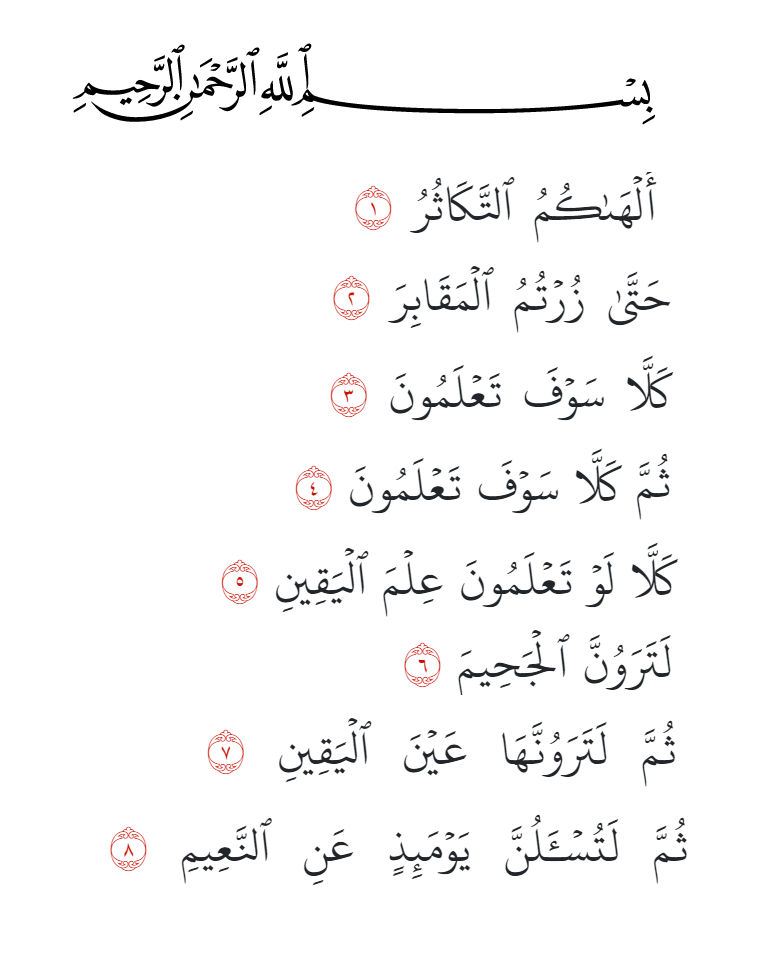 بِسْمِ ٱللَّهِ ٱلرَّحْمَٰنِ ٱلرَّحِيمِ
أَلْهَىٰكُمُ ٱلتَّكَاثُرُ ١
حَتَّىٰ زُرْتُمُ ٱلْمَقَابِرَ ٢
كَلَّا سَوْفَ تَعْلَمُونَ ٣
ثُمَّ كَلَّا سَوْفَ تَعْلَمُونَ ٤
كَلَّا لَوْ تَعْلَمُونَ عِلْمَ ٱلْيَقِينِ ٥
لَتَرَوُنَّ ٱلْجَحِيمَ ٦
ثُمَّ لَتَرَوُنَّهَا عَيْنَ ٱلْيَقِينِ ٧
ثُمَّ لَتُسْـَٔلُنَّ يَوْمَئِذٍ عَنِ ٱلنَّعِيمِ ٨